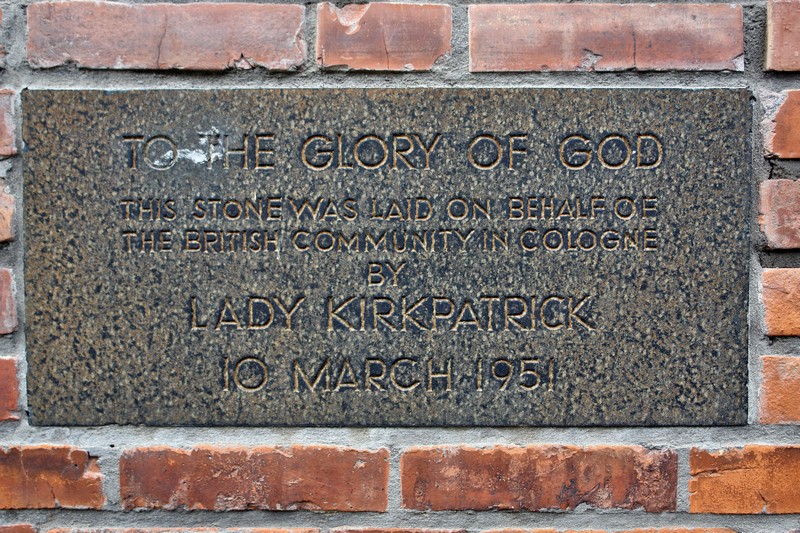 TO THE GLORY OF GOD
THIS STONE WAS LAID ON BEHALF OF
THE BRITISH COMMUNITY IN COLOGNE
BY
LADY KIRKPATRICK
10 MARCH 1951